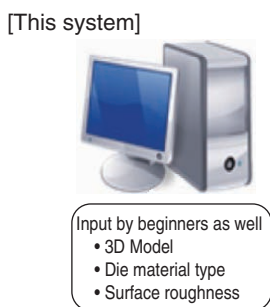 [This system]
Input by beginners as well
• 3D Model
• Die material type
• Surface roughness